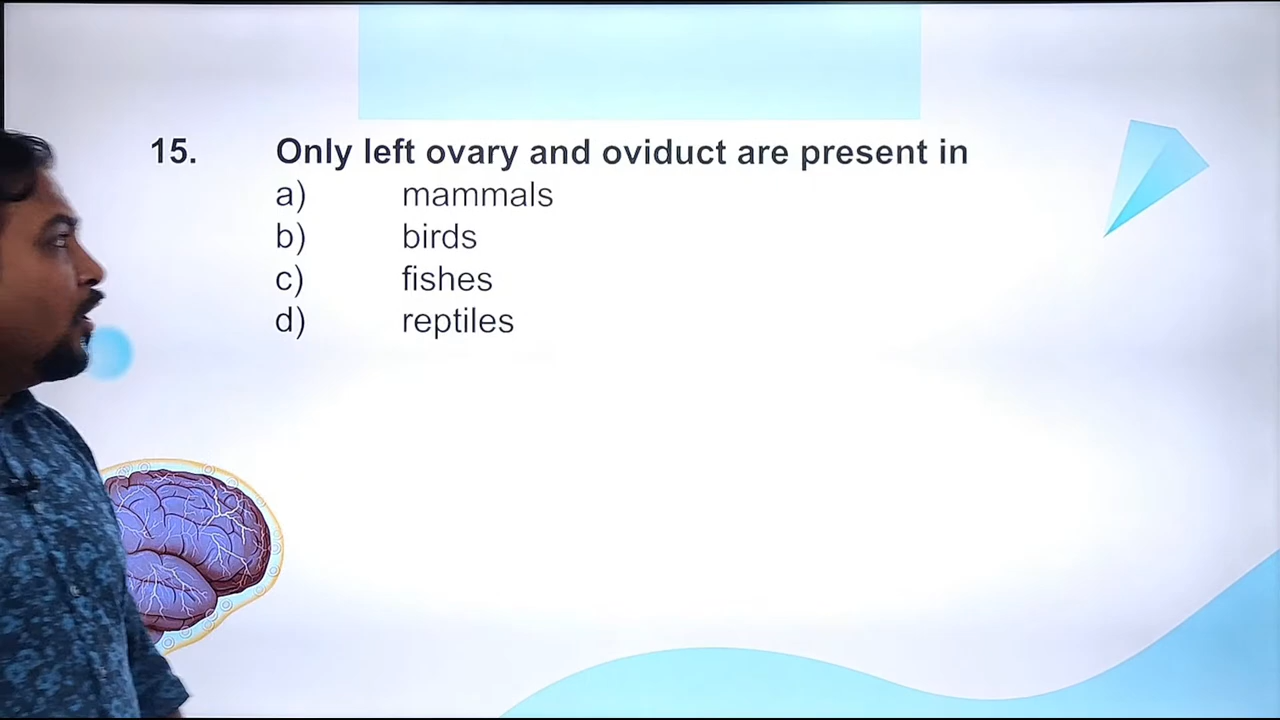 15. Only left ovary and oviduct are present in
a) mammals
b) birds
c) fishes
d) reptiles